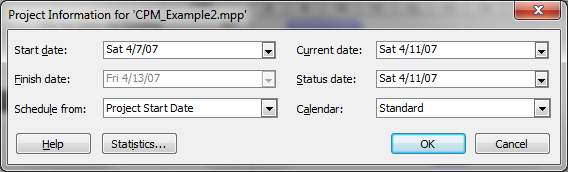 Project Information for 'CPM_Example2.mpp'
Start date: Sat 4/7/07 Current date: Sat 4/11/07
Finish date: Fri 4/13/07 Status date: Sat 4/11/07
Schedule from: Project Start Date Calendar: Standard
Help Statistics... OK Cancel